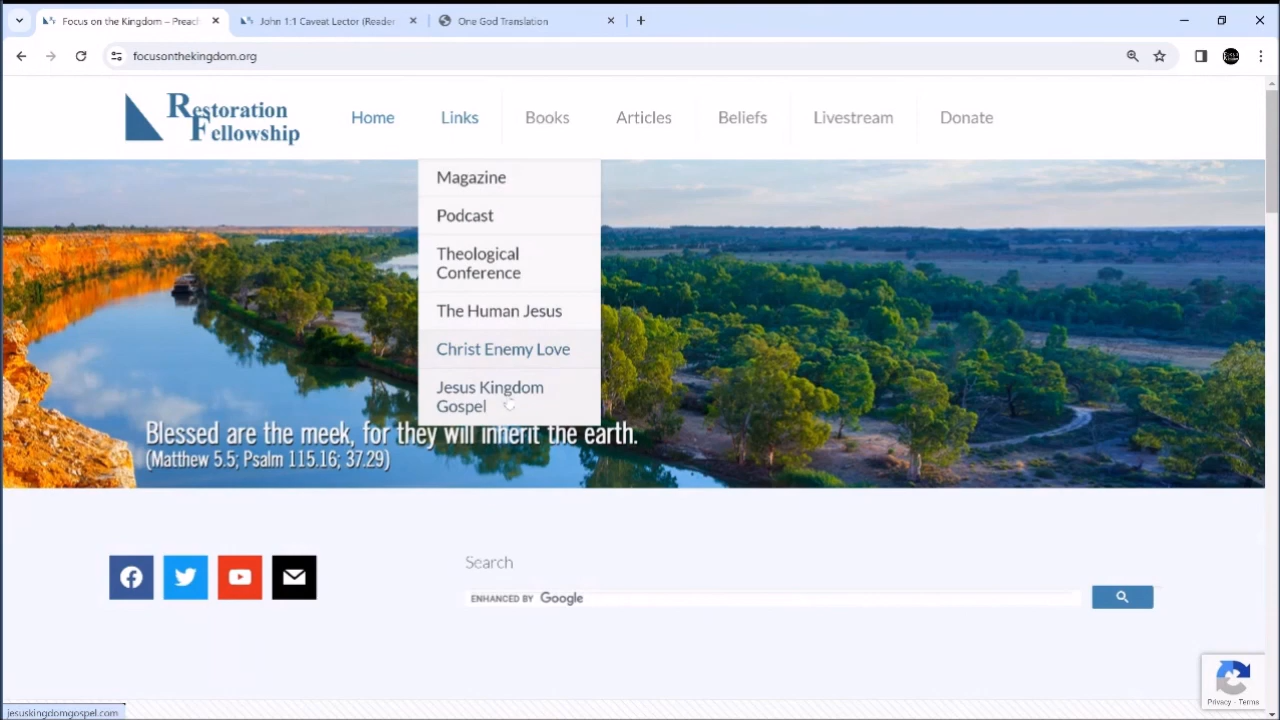 Focus on the Kingdom – Preach
John 1:1 Caveat Lector (Reader
One God Translation
focusonthekingdom.org
Restoration
Fellowship
Home
Links
Books
Articles
Beliefs
Livestream
Donate
Magazine
Podcast
Theological
Conference
The Human Jesus
Christ Enemy Love
Jesus Kingdom
Gospel
Blessed are the meek, for they will inherit the earth.
(Matthew 5.5; Psalm 115.16; 37.29)
Search
ENHANCED BY Google
Privacy - Terms
jesuskingdomgospel.com